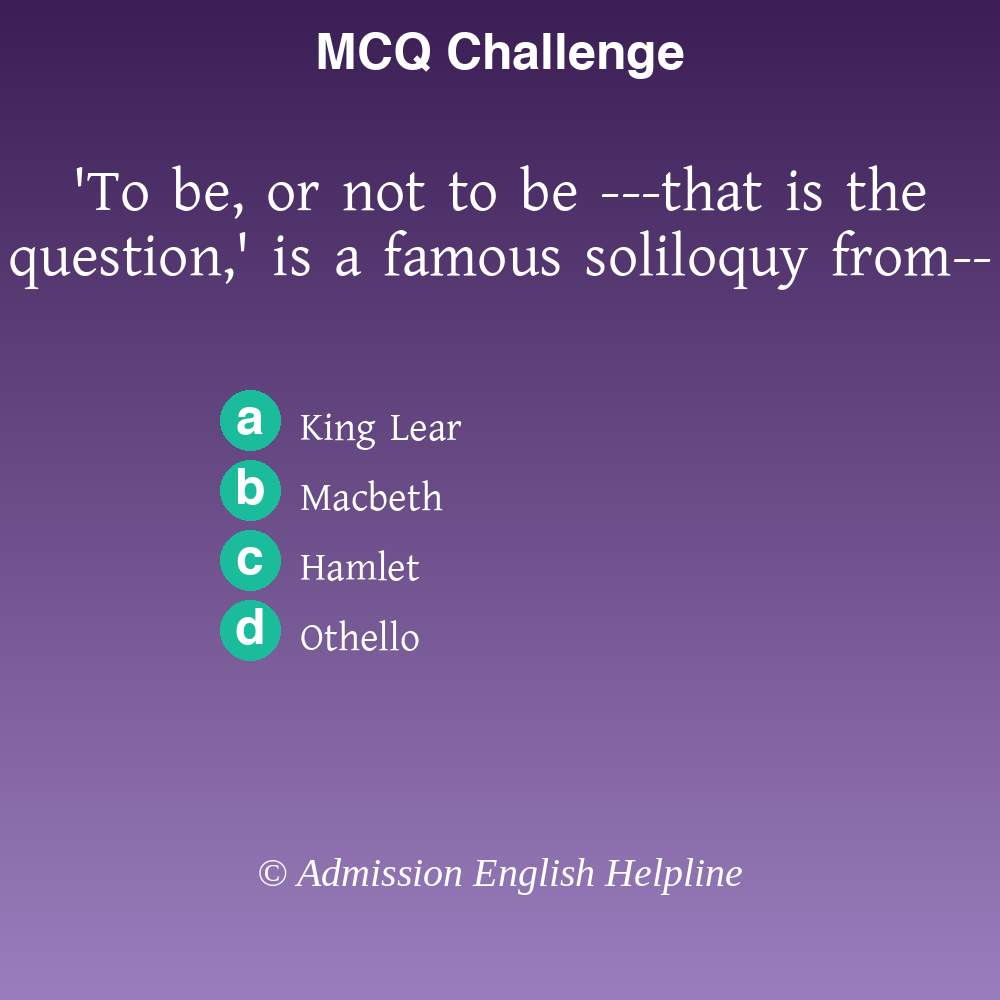 MCQ Challenge
'To be, or not to be ---that is the
question,' is a famous soliloquy from--
a King Lear
b Macbeth
c Hamlet
d Othello
© Admission English Helpline